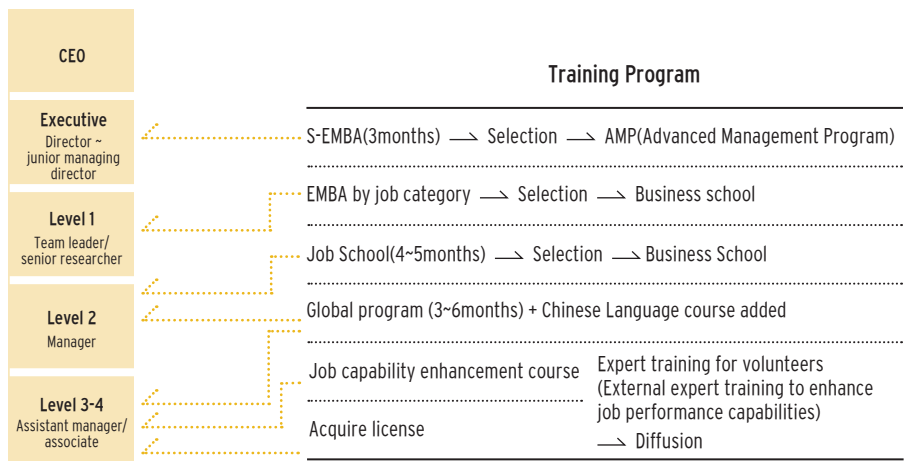 CEO
Executive
Director ~
junior managing
director
Level 1
Team leader/
senior researcher
Level 2
Manager
Level 3-4
Assistant manager/
associate
Training Program
S-EMBA(3months) → Selection → AMP(Advanced Management Program)
EMBA by job category → Selection → Business school
Job School(4~5months) → Selection → Business School
Global program (3~6months) + Chinese Language course added
Job capability enhancement course
Acquire license
Expert training for volunteers
(External expert training to enhance
job performance capabilities)
→ Diffusion